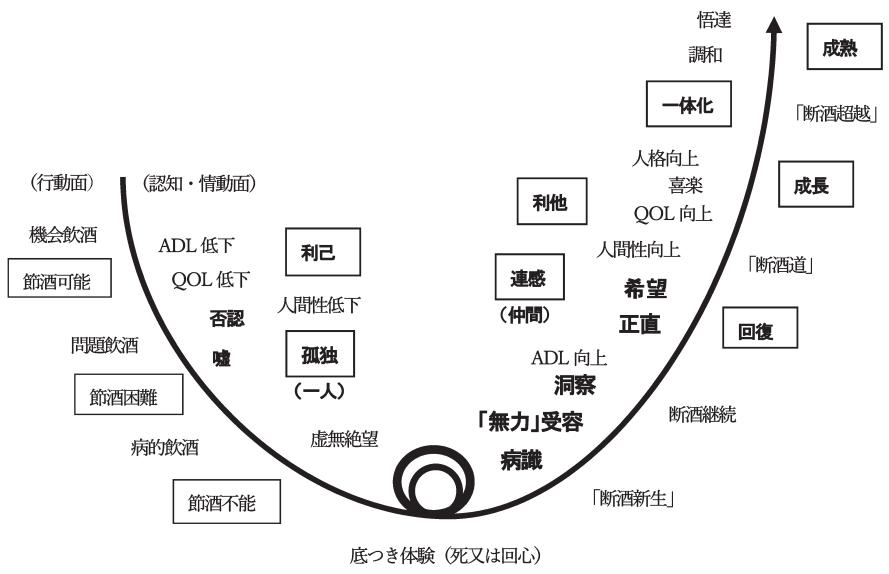 (行動面)
(認知・情動面)
機会飲酒
節酒可能
問題飲酒
節酒困難
病的飲酒
節酒不能
ADL 低下
QOL 低下
否認
嘘
利己
人間性低下
孤独
(一人)
虚無絶望
底つき体験(死又は回心)
悟達
調和
一体化
人格向上
喜楽
QOL 向上
人間性向上
希望
正直
利他
連感
(仲間)
ADL 向上
洞察
「無力」受容
病識
成熟
「断酒超越」
成長
「断酒道」
回復
断酒継続
「断酒新生」